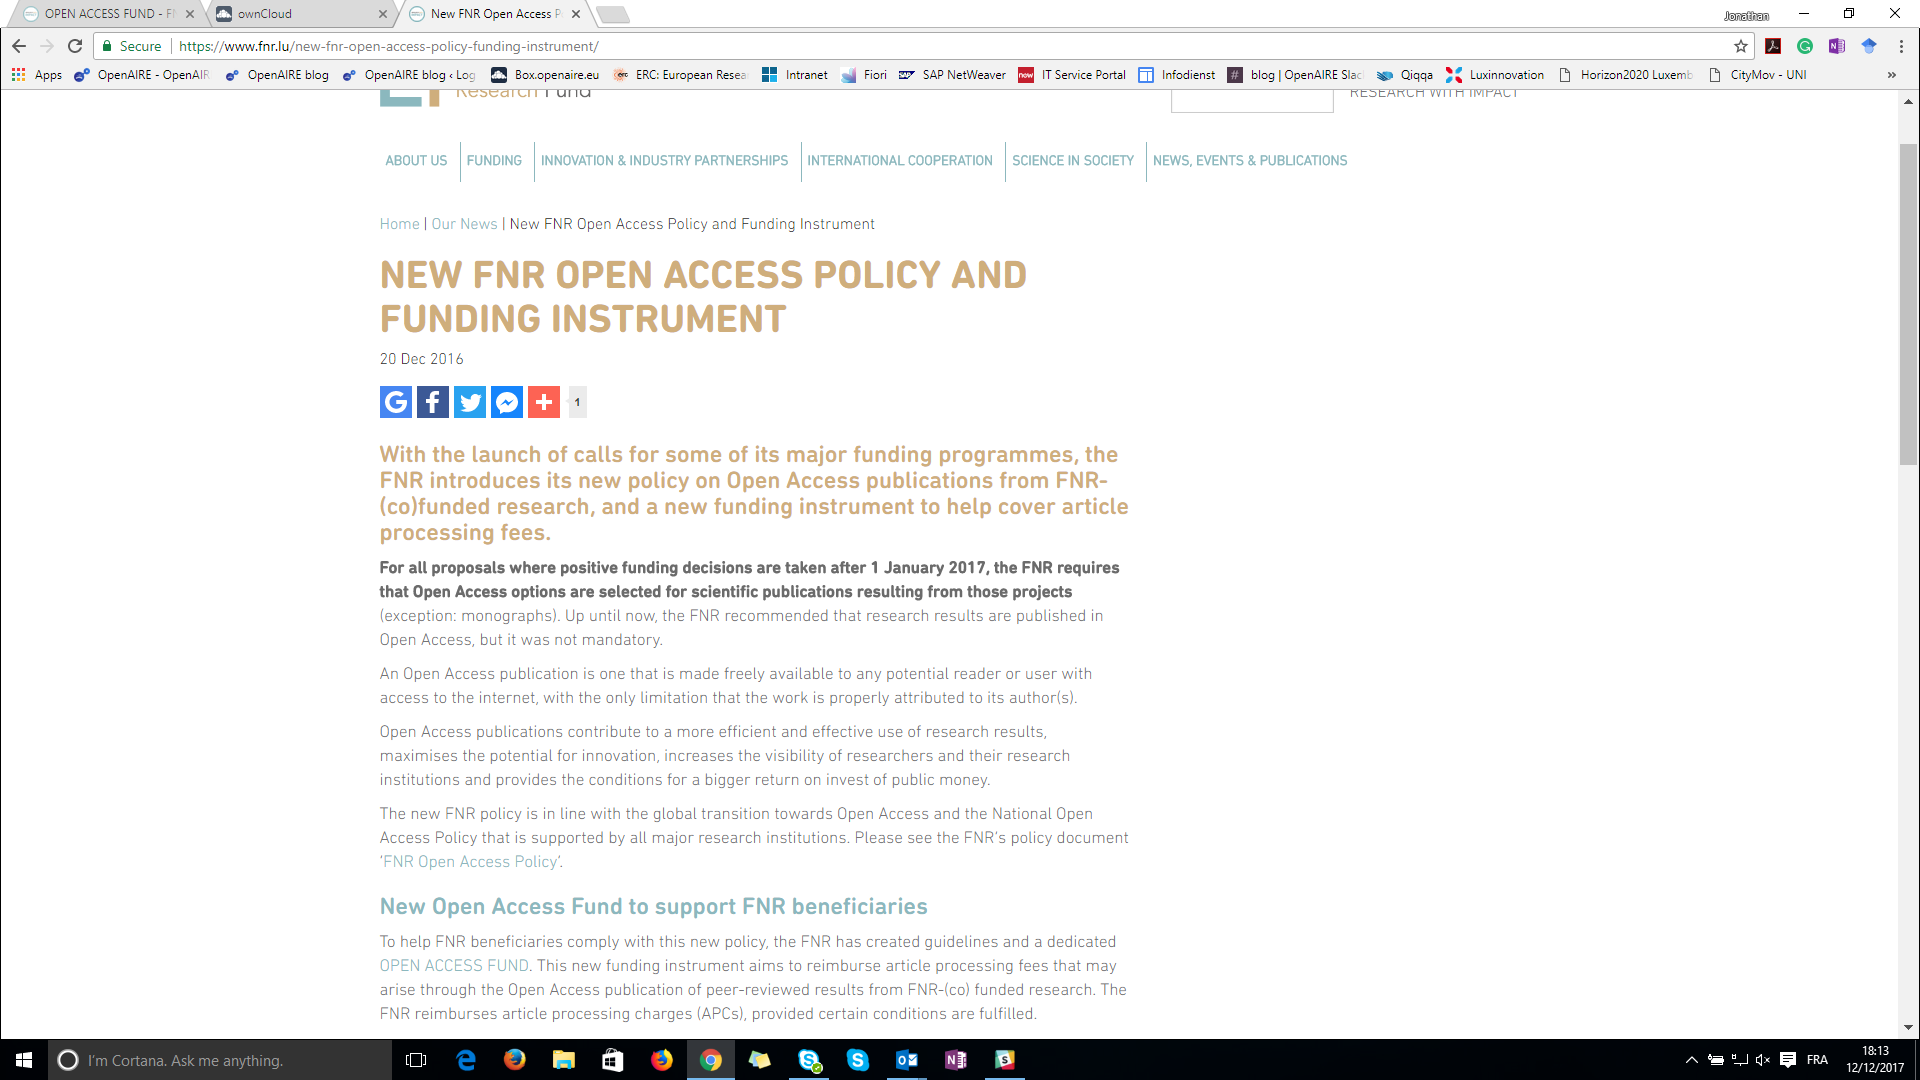 OPEN ACCESS FUND - F
ownCloud
New FNR Open Access P
Jonathan
Secure
https://www.fnr.lu/new-fnr-open-access-policy-funding-instrument/
Apps OpenAIRE - OpenAIR OpenAIRE blog OpenAIRE blog ‹ Log Box.openaire.eu erc ERC: European Resea Intranet Fiori SAP SAP NetWeaver now IT Service Portal Infodienst # blog | OpenAIRE Slac Qiqqa Luxinnovation Horizon2020 Luxemb CityMov - UNI »
Research Fund
RESEARCH WITH IMPACT
ABOUT US FUNDING INNOVATION & INDUSTRY PARTNERSHIPS INTERNATIONAL COOPERATION SCIENCE IN SOCIETY NEWS, EVENTS & PUBLICATIONS
Home | Our News | New FNR Open Access Policy and Funding Instrument
NEW FNR OPEN ACCESS POLICY AND
FUNDING INSTRUMENT
20 Dec 2016
1
With the launch of calls for some of its major funding programmes, the
FNR introduces its new policy on Open Access publications from FNR-
(co)funded research, and a new funding instrument to help cover article
processing fees.
For all proposals where positive funding decisions are taken after 1 January 2017, the FNR requires
that Open Access options are selected for scientific publications resulting from those projects
(exception: monographs). Up until now, the FNR recommended that research results are published in
Open Access, but it was not mandatory.
An Open Access publication is one that is made freely available to any potential reader or user with
access to the internet, with the only limitation that the work is properly attributed to its author(s).
Open Access publications contribute to a more efficient and effective use of research results,
maximises the potential for innovation, increases the visibility of researchers and their research
institutions and provides the conditions for a bigger return on invest of public money.
The new FNR policy is in line with the global transition towards Open Access and the National Open
Access Policy that is supported by all major research institutions. Please see the FNR’s policy document
‘FNR Open Access Policy’.
New Open Access Fund to support FNR beneficiaries
To help FNR beneficiaries comply with this new policy, the FNR has created guidelines and a dedicated
OPEN ACCESS FUND. This new funding instrument aims to reimburse article processing fees that may
arise through the Open Access publication of peer-reviewed results from FNR-(co) funded research. The
FNR reimburses article processing charges (APCs), provided certain conditions are fulfilled.
I'm Cortana. Ask me anything.
FRA
18:13
12/12/2017